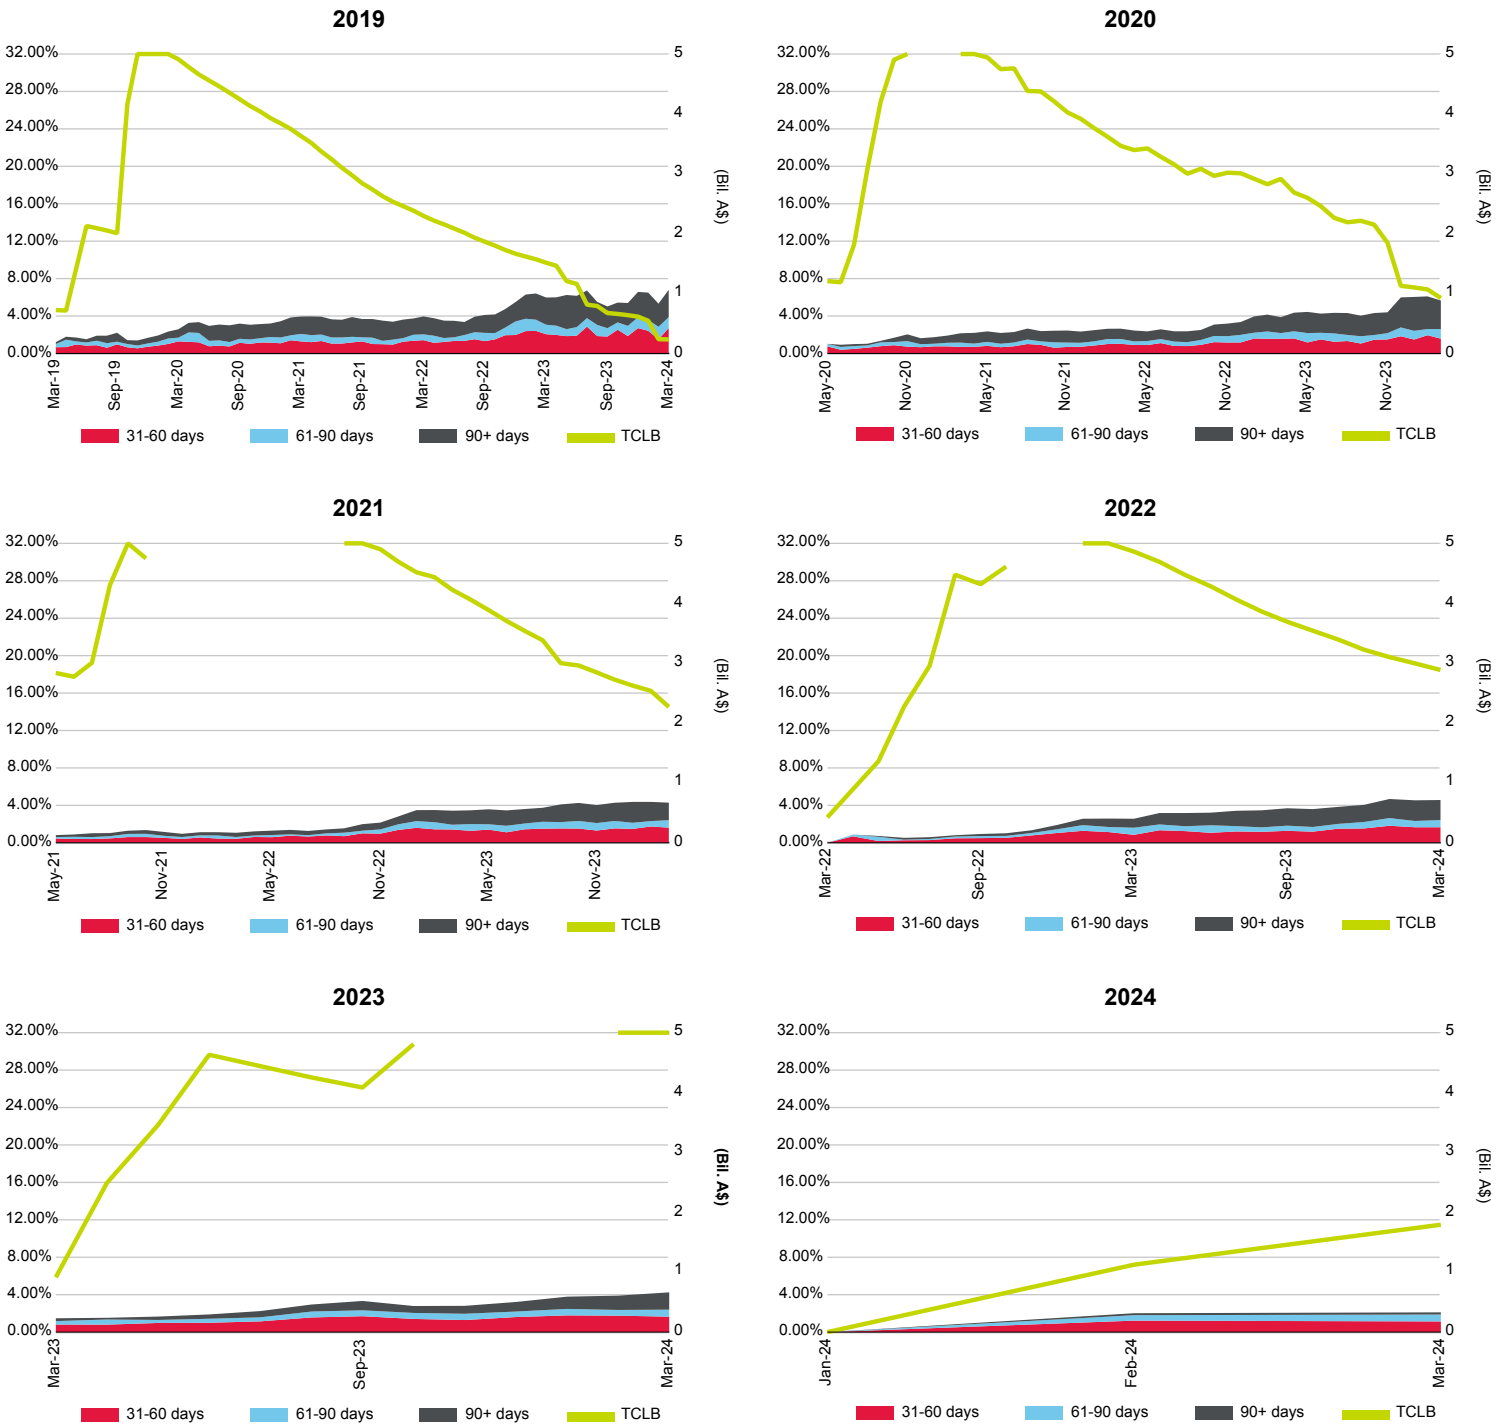 2019
32.00%
28.00%
24.00%
20.00%
16.00%
12.00%
8.00%
4.00%
0.00%
5
4
3
2
1
0
(Bil. A$)
Mar-19
Sep-19
Mar-20
Sep-20
Mar-21
Sep-21
Mar-22
Sep-22
Mar-23
Sep-23
Mar-24
31-60 days 61-90 days 90+ days TCLB
2020
32.00%
28.00%
24.00%
20.00%
16.00%
12.00%
8.00%
4.00%
0.00%
5
4
3
2
1
0
(Bil. A$)
May-20
Nov-20
May-21
Nov-21
May-22
Nov-22
May-23
Nov-23
31-60 days 61-90 days 90+ days TCLB
2021
32.00%
28.00%
24.00%
20.00%
16.00%
12.00%
8.00%
4.00%
0.00%
5
4
3
2
1
0
(Bil. A$)
May-21
Nov-21
May-22
Nov-22
May-23
Nov-23
31-60 days 61-90 days 90+ days TCLB
2022
32.00%
28.00%
24.00%
20.00%
16.00%
12.00%
8.00%
4.00%
0.00%
5
4
3
2
1
0
(Bil. A$)
Mar-22
Sep-22
Mar-23
Sep-23
Mar-24
31-60 days 61-90 days 90+ days TCLB
2023
32.00%
28.00%
24.00%
20.00%
16.00%
12.00%
8.00%
4.00%
0.00%
5
4
3
2
1
0
(Bil. A$)
Mar-23
Sep-23
Mar-24
31-60 days 61-90 days 90+ days TCLB
2024
32.00%
28.00%
24.00%
20.00%
16.00%
12.00%
8.00%
4.00%
0.00%
5
4
3
2
1
0
(Bil. A$)
Jan-24
Feb-24
Mar-24
31-60 days 61-90 days 90+ days TCLB